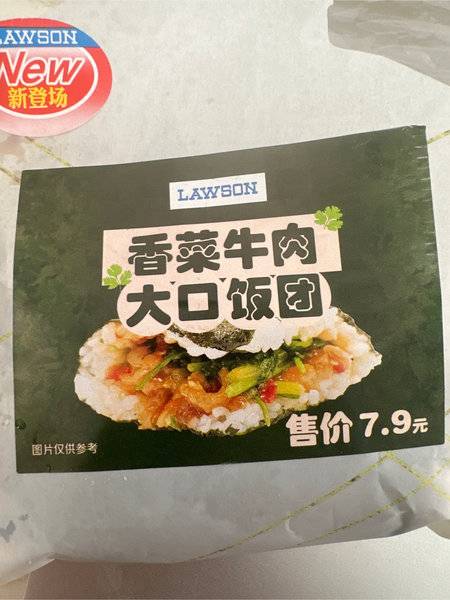 LAWSON
New
新登场
LAWSON
香菜牛肉
大口饭团
售价7.9元
图片仅供参考